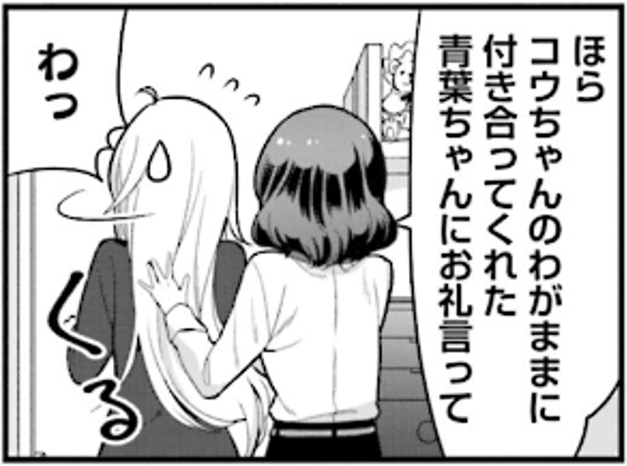 ほら
コウちゃんのわがままに
付き合ってくれた
青葉ちゃんにお礼言って
わっ
くる